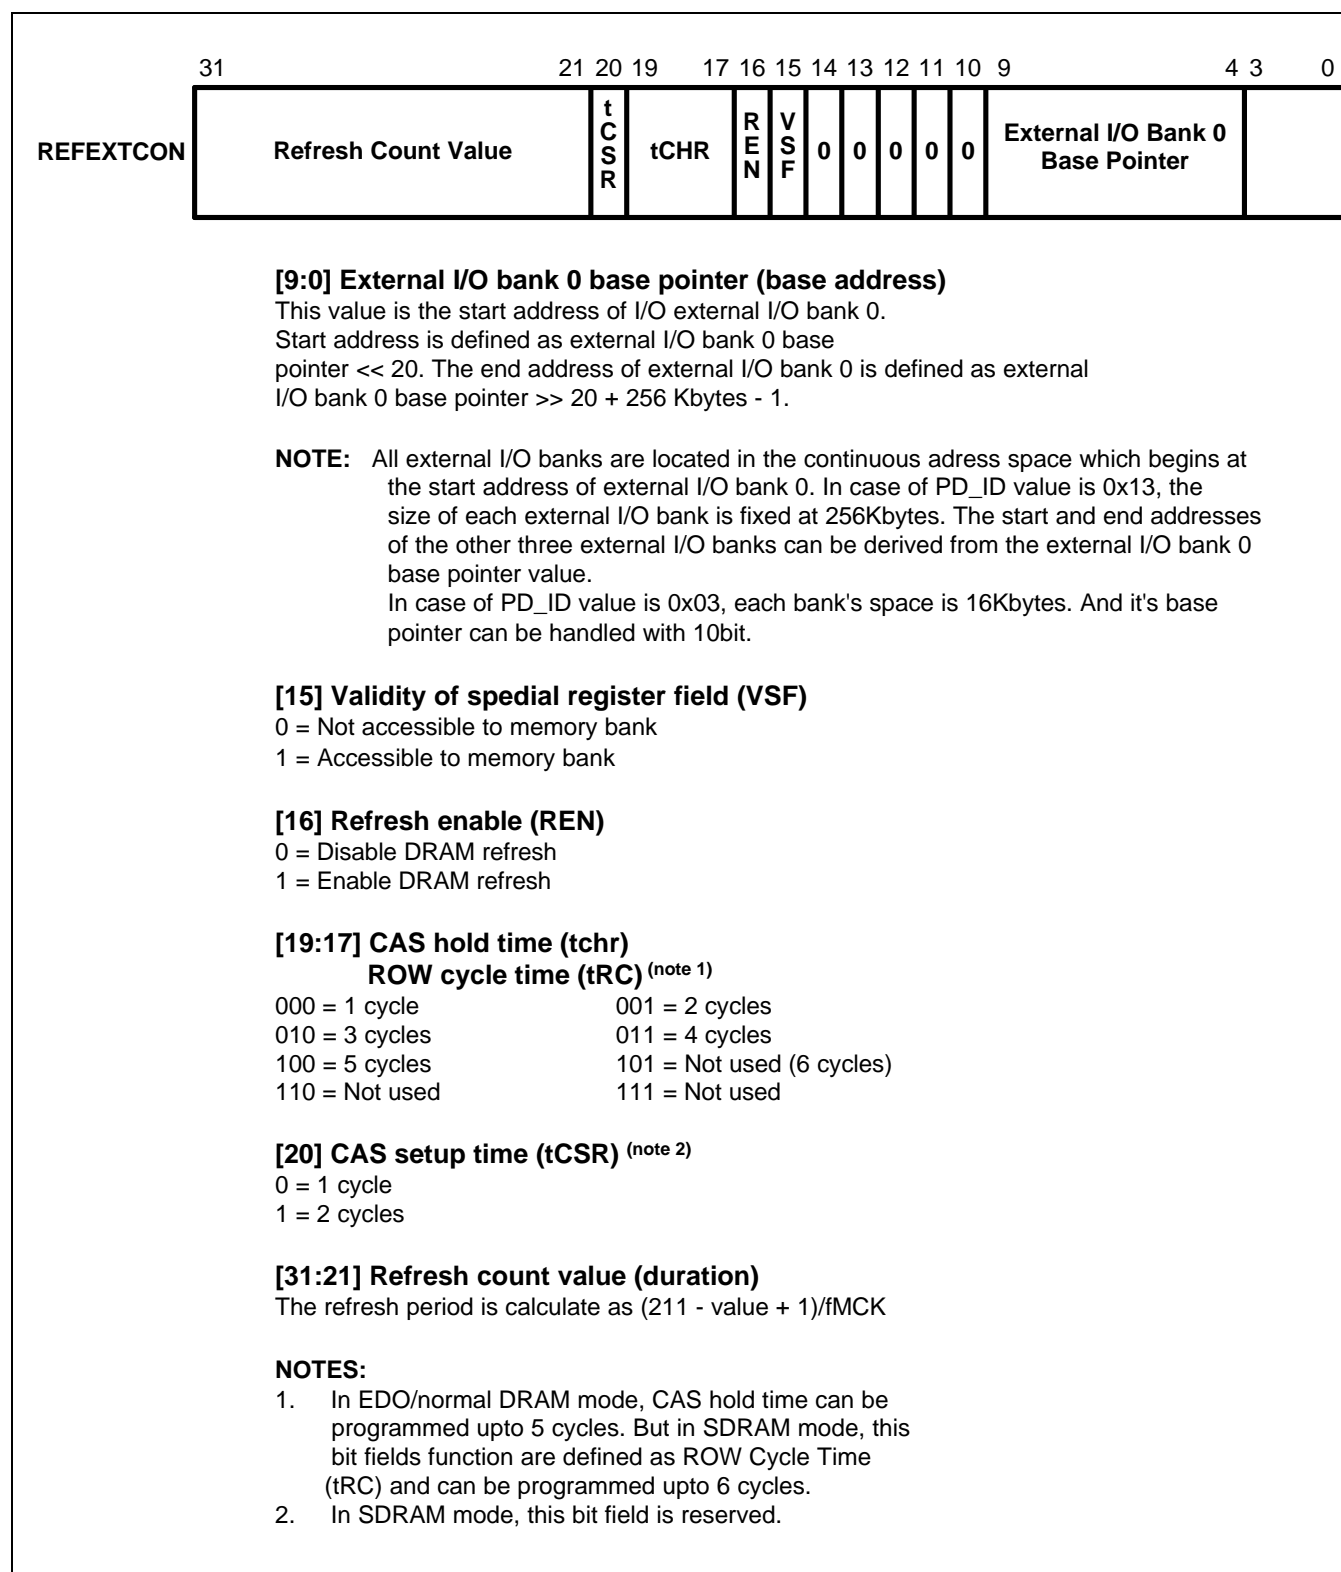 31 21 20 19 17 16 15 14 13 12 11 10 9 4 3 0
REFEXTCON Refresh Count Value tCSR tCHR REN VSF 0 0 0 0 0 External I/O Bank 0 Base Pointer
[9:0] External I/O bank 0 base pointer (base address)
This value is the start address of I/O external I/O bank 0.
Start address is defined as external I/O bank 0 base
pointer << 20. The end address of external I/O bank 0 is defined as external
I/O bank 0 base pointer >> 20 + 256 Kbytes - 1.
NOTE: All external I/O banks are located in the continuous adress space which begins at
the start address of external I/O bank 0. In case of PD_ID value is 0x13, the
size of each external I/O bank is fixed at 256Kbytes. The start and end addresses
of the other three external I/O banks can be derived from the external I/O bank 0
base pointer value.
In case of PD_ID value is 0x03, each bank's space is 16Kbytes. And it's base
pointer can be handled with 10bit.
[15] Validity of spedial register field (VSF)
0 = Not accessible to memory bank
1 = Accessible to memory bank
[16] Refresh enable (REN)
0 = Disable DRAM refresh
1 = Enable DRAM refresh
[19:17] CAS hold time (tchr)
ROW cycle time (tRC) (note 1)
000 = 1 cycle 001 = 2 cycles
010 = 3 cycles 011 = 4 cycles
100 = 5 cycles 101 = Not used (6 cycles)
110 = Not used 111 = Not used
[20] CAS setup time (tCSR) (note 2)
0 = 1 cycle
1 = 2 cycles
[31:21] Refresh count value (duration)
The refresh period is calculate as (211 - value + 1)/fMCK
NOTES:
1. In EDO/normal DRAM mode, CAS hold time can be
programmed upto 5 cycles. But in SDRAM mode, this
bit fields function are defined as ROW Cycle Time
(tRC) and can be programmed upto 6 cycles.
2. In SDRAM mode, this bit field is reserved.